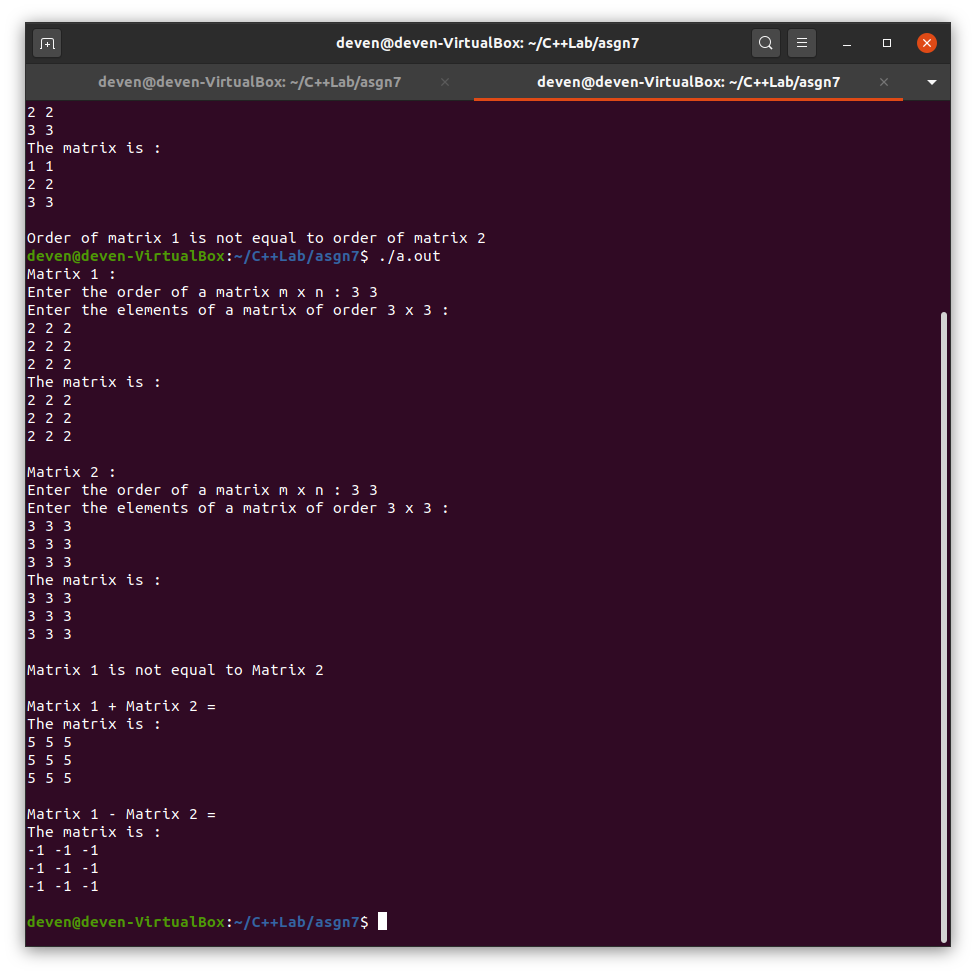 deven@deven-VirtualBox: ~/C++Lab/asgn7
deven@deven-VirtualBox: ~/C++Lab/asgn7
deven@deven-VirtualBox: ~/C++Lab/asgn7
2 2
3 3
The matrix is :
1 1
2 2
3 3
Order of matrix 1 is not equal to order of matrix 2
deven@deven-VirtualBox:~/C++Lab/asgn7$ ./a.out
Matrix 1 :
Enter the order of a matrix m x n : 3 3
Enter the elements of a matrix of order 3 x 3 :
2 2 2
2 2 2
2 2 2
The matrix is :
2 2 2
2 2 2
2 2 2
Matrix 2 :
Enter the order of a matrix m x n : 3 3
Enter the elements of a matrix of order 3 x 3 :
3 3 3
3 3 3
3 3 3
The matrix is :
3 3 3
3 3 3
3 3 3
Matrix 1 is not equal to Matrix 2
Matrix 1 + Matrix 2 =
The matrix is :
5 5 5
5 5 5
5 5 5
Matrix 1 - Matrix 2 =
The matrix is :
-1 -1 -1
-1 -1 -1
-1 -1 -1
deven@deven-VirtualBox:~/C++Lab/asgn7$